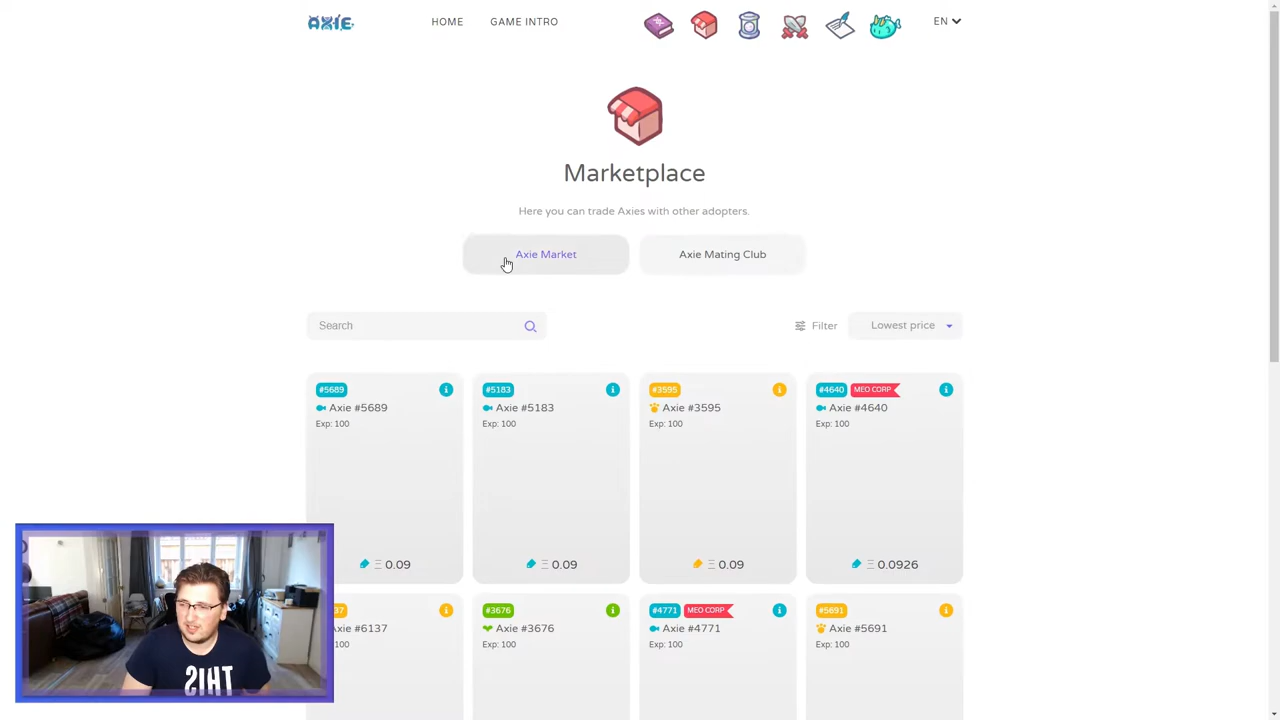 AXIE
HOME
GAME INTRO
EN
Marketplace
Here you can trade Axies with other adopters.
Axie Market
Axie Mating Club
Search
Filter
Lowest price
#5689
Axie #5689
Exp: 100
Ξ 0.09
#5183
Axie #5183
Exp: 100
Ξ 0.09
#3595
Axie #3595
Exp: 100
Ξ 0.09
#4640
MEO CORP
Axie #4640
Exp: 100
Ξ 0.0926
37
Axie #6137
Exp: 100
#3676
Axie #3676
Exp: 100
#4771
MEO CORP
Axie #4771
Exp: 100
#5691
Axie #5691
Exp: 100
THIS